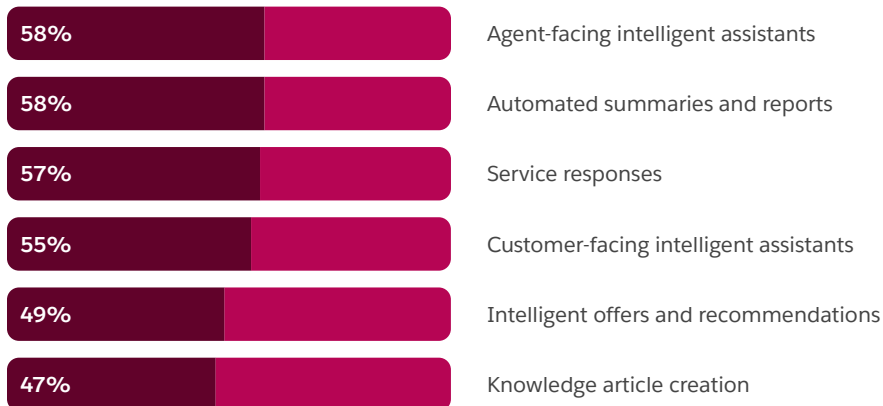 58% Agent-facing intelligent assistants
58% Automated summaries and reports
57% Service responses
55% Customer-facing intelligent assistants
49% Intelligent offers and recommendations
47% Knowledge article creation